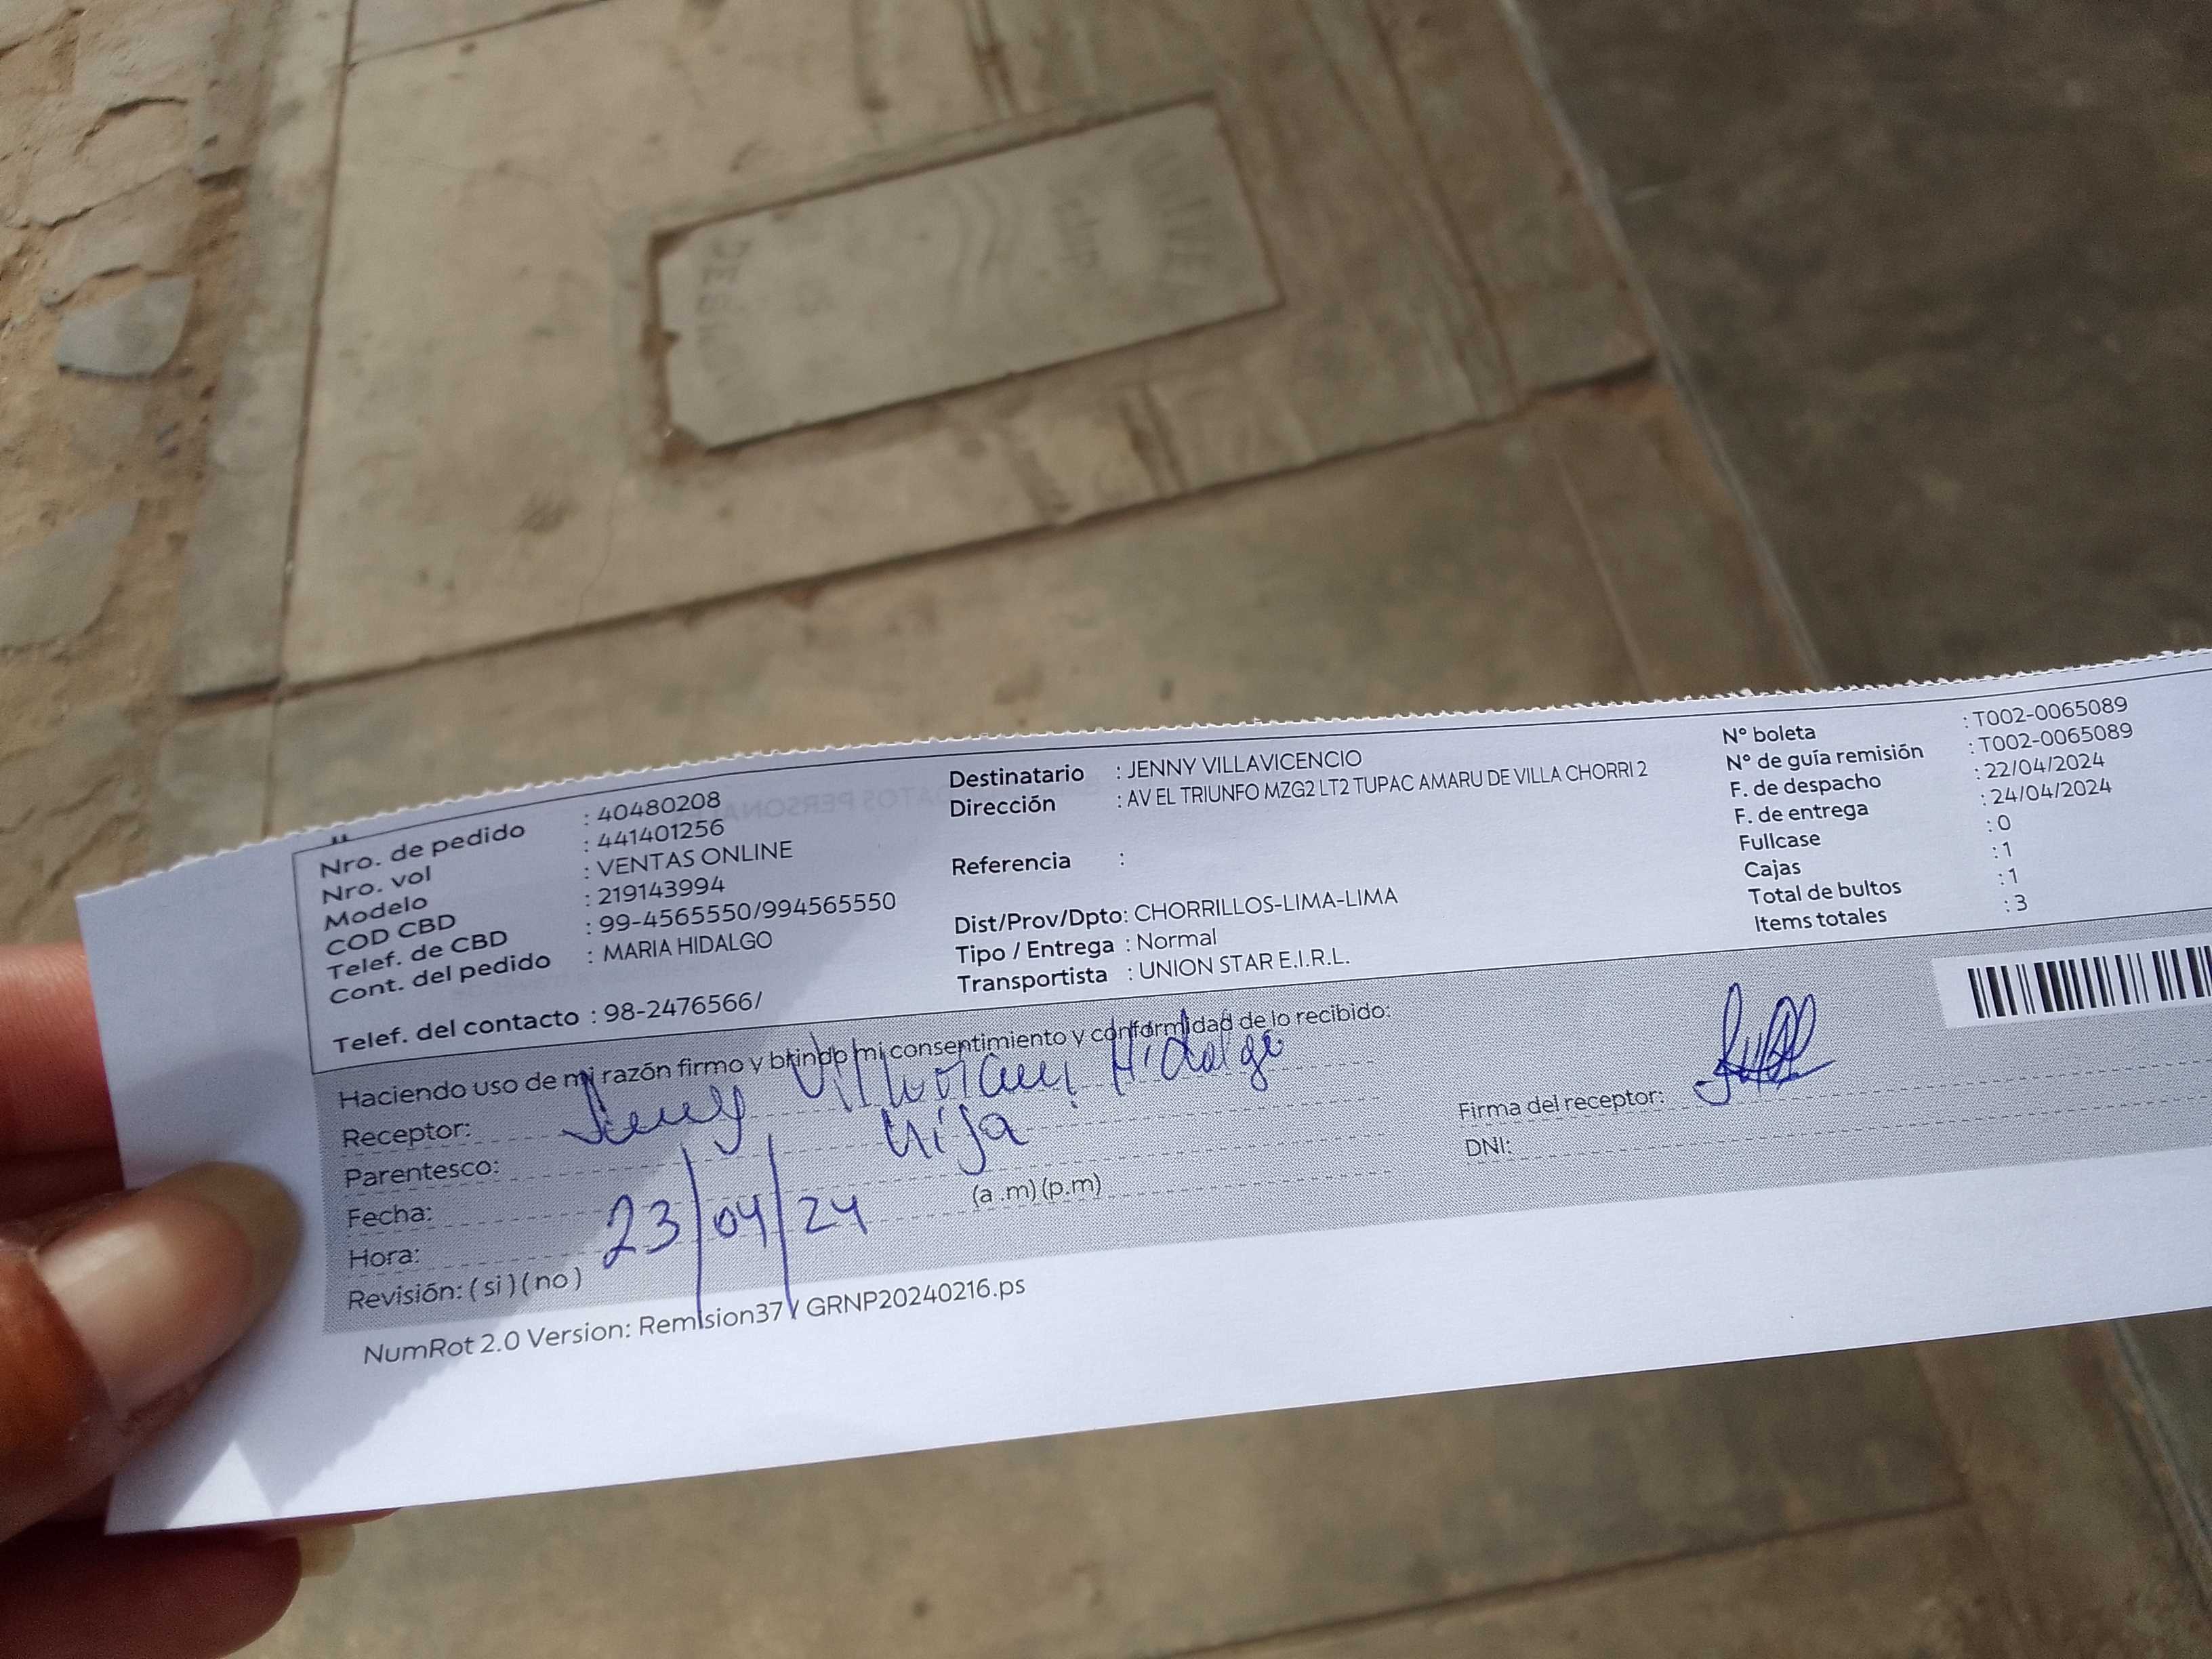 Nro. de pedido : 40480208
Nro. vol : 441401256
Modelo : VENTAS ONLINE
COD CBD : 219143994
Telef. de CBD : 99-4565550/994565550
Cont. del pedido : MARIA HIDALGO
Telef. del contacto : 98-2476566/
Destinatario : JENNY VILLAVICENCIO
Dirección : AV EL TRIUNFO MZG2 LT2 TUPAC AMARU DE VILLA CHORRI 2
Referencia :
Dist/Prov/Dpto: CHORRILLOS-LIMA-LIMA
Tipo / Entrega : Normal
Transportista : UNION STAR E.I.R.L.
N° boleta : T002-0065089
N° de guía remisión : T002-0065089
F. de despacho : 22/04/2024
F. de entrega : 24/04/2024
Fullcase : 0
Cajas : 1
Total de bultos : 1
Items totales : 3
Haciendo uso de mi razón firmo y brindo mi consentimiento y conformidad de lo recibido:
Receptor: Jenny Hidalgo
Parentesco: hija
Fecha: 23/04/24
Hora: (a .m) (p.m)
Revisión: ( si ) ( no )
Firma del receptor:
DNI:
NumRot 2.0 Version: Remision37 / GRNP20240216.ps